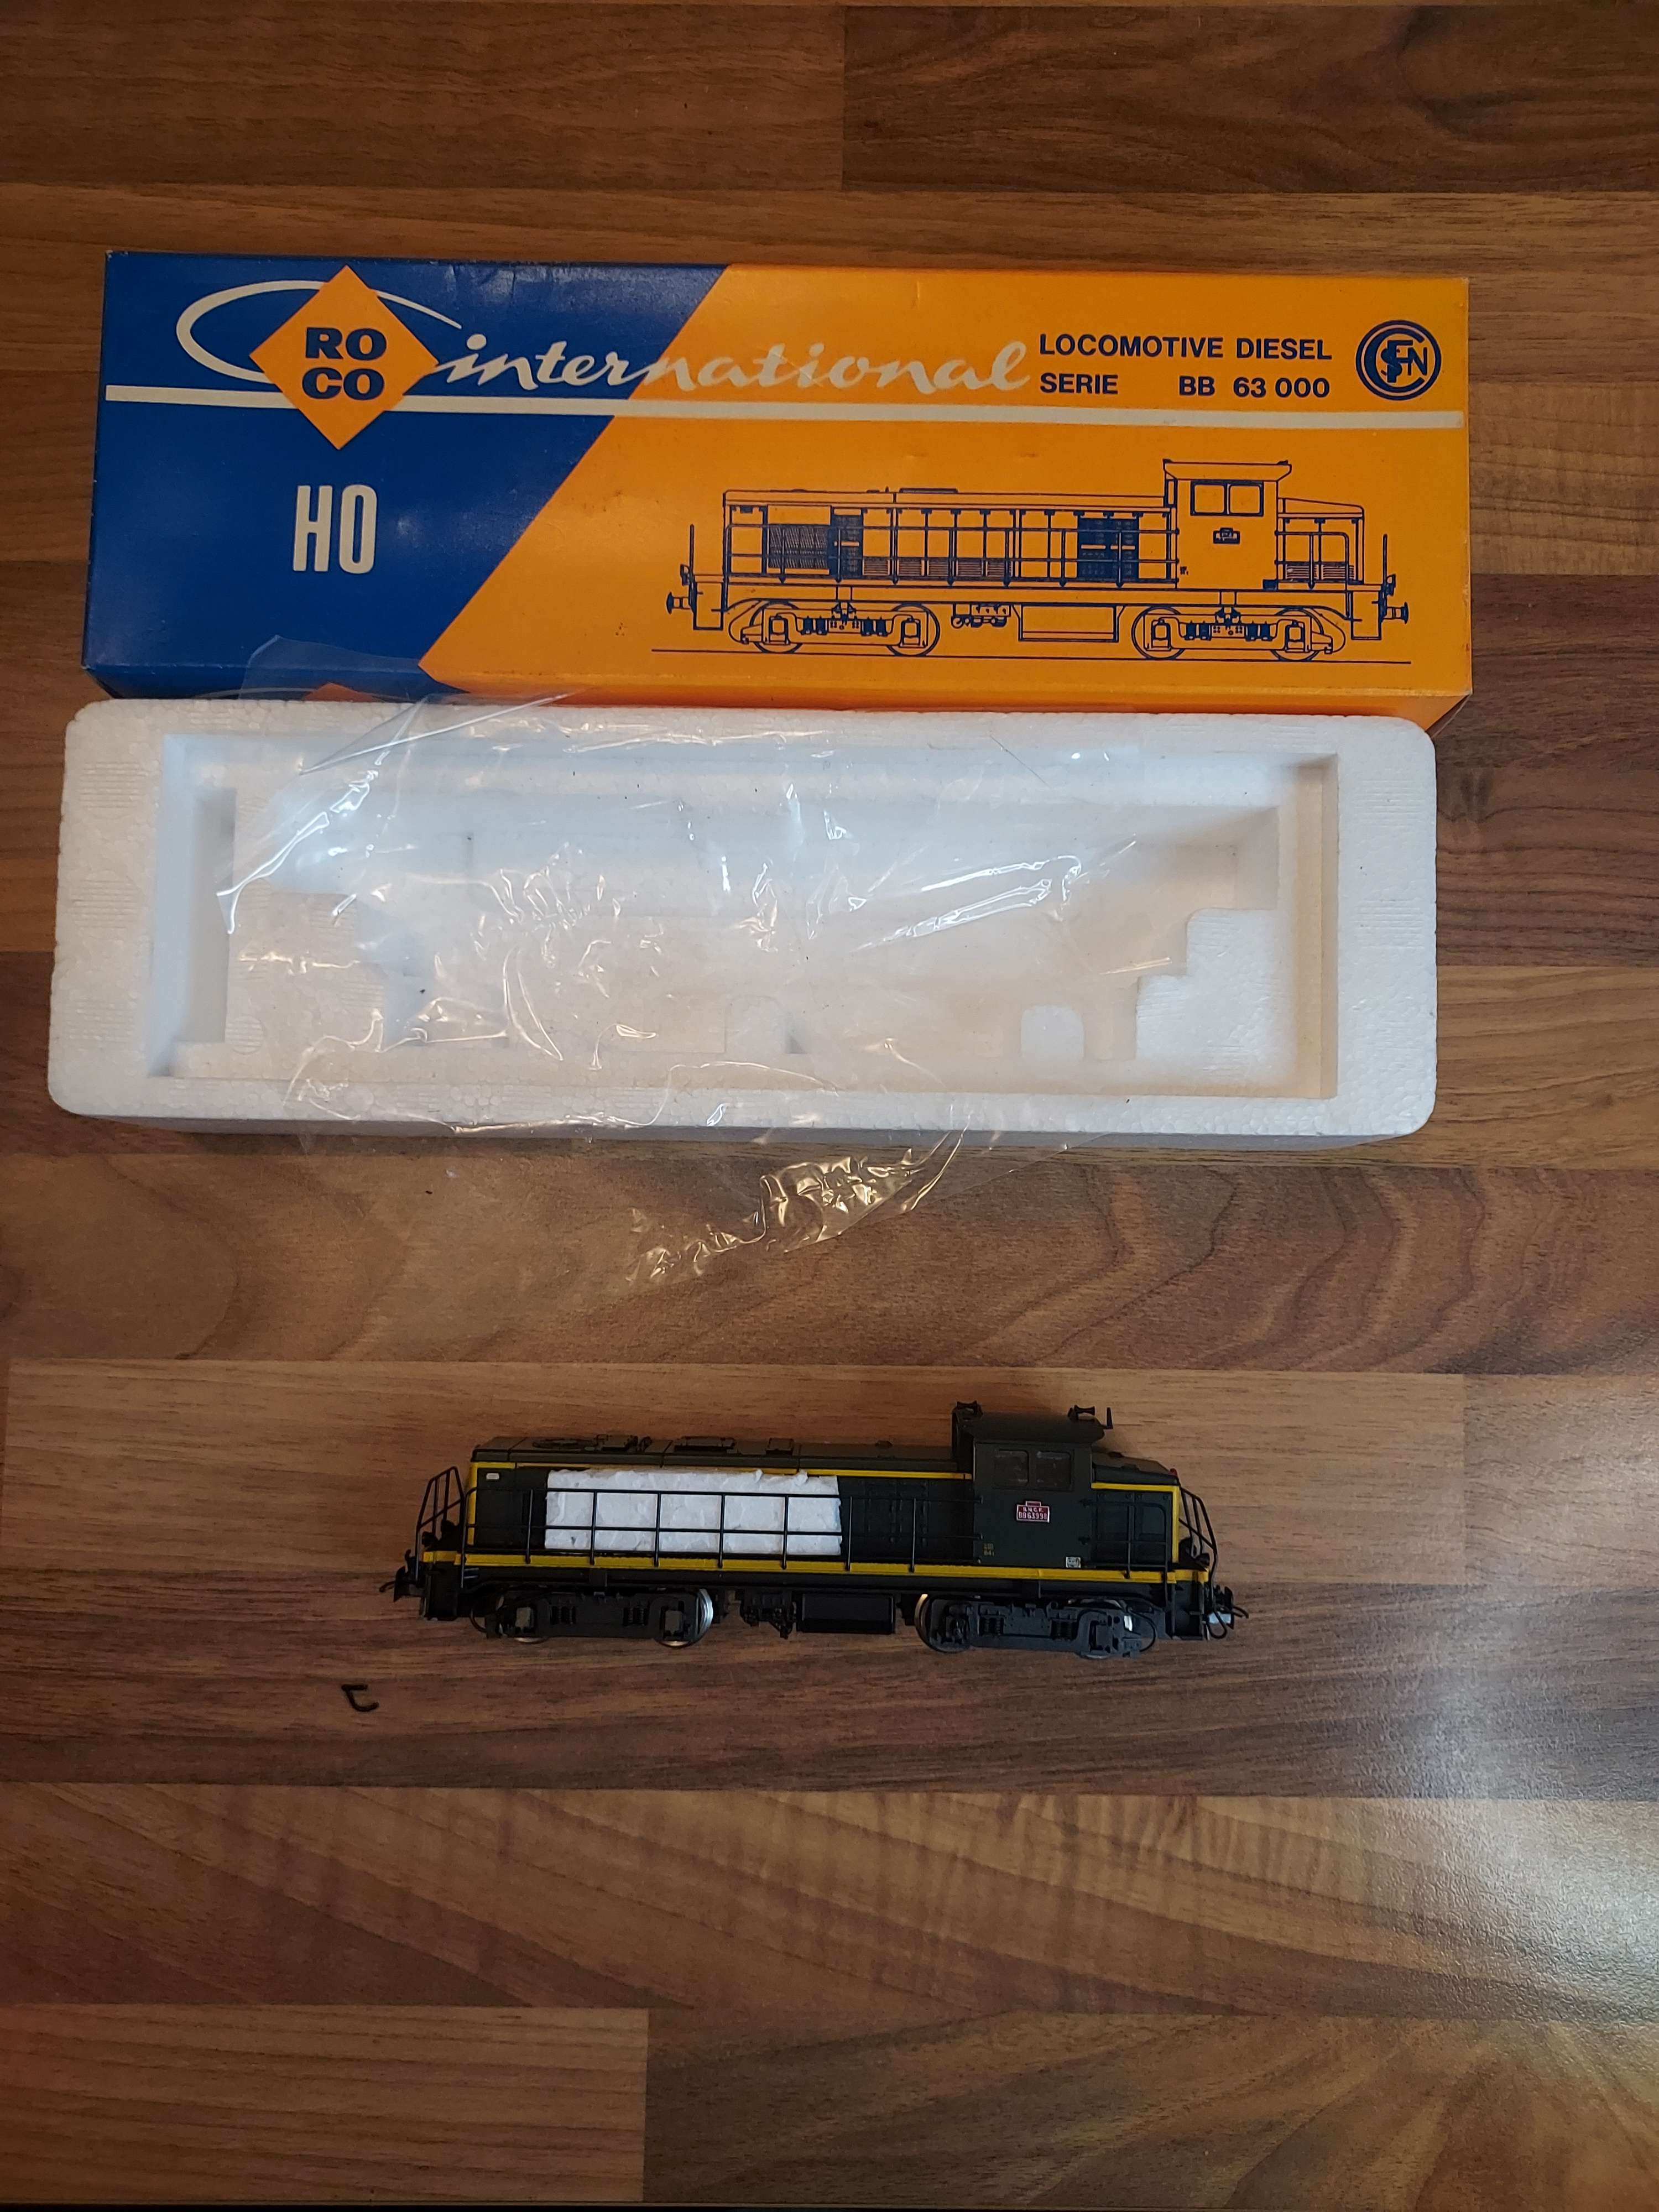 RO
CO
international
LOCOMOTIVE DIESEL
SERIE BB 63 000
SNCF
HO
S.N.C.F.